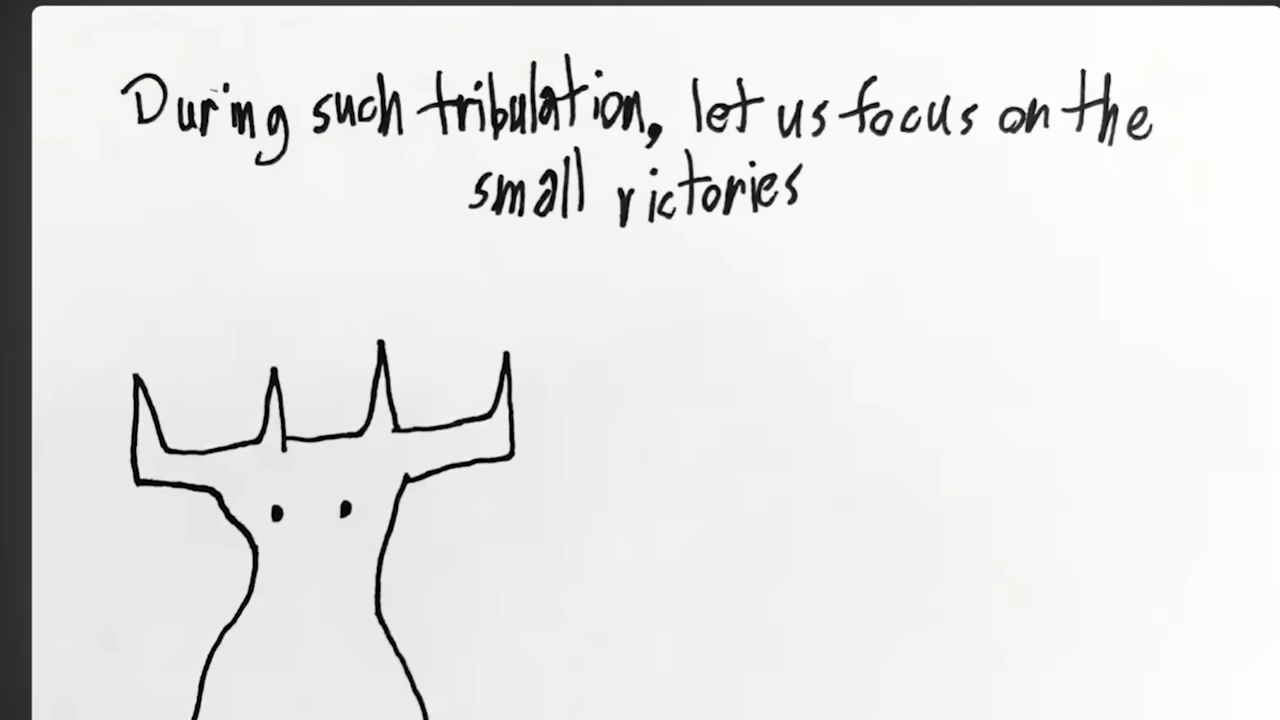 During such tribulation, let us focus on the
small victories